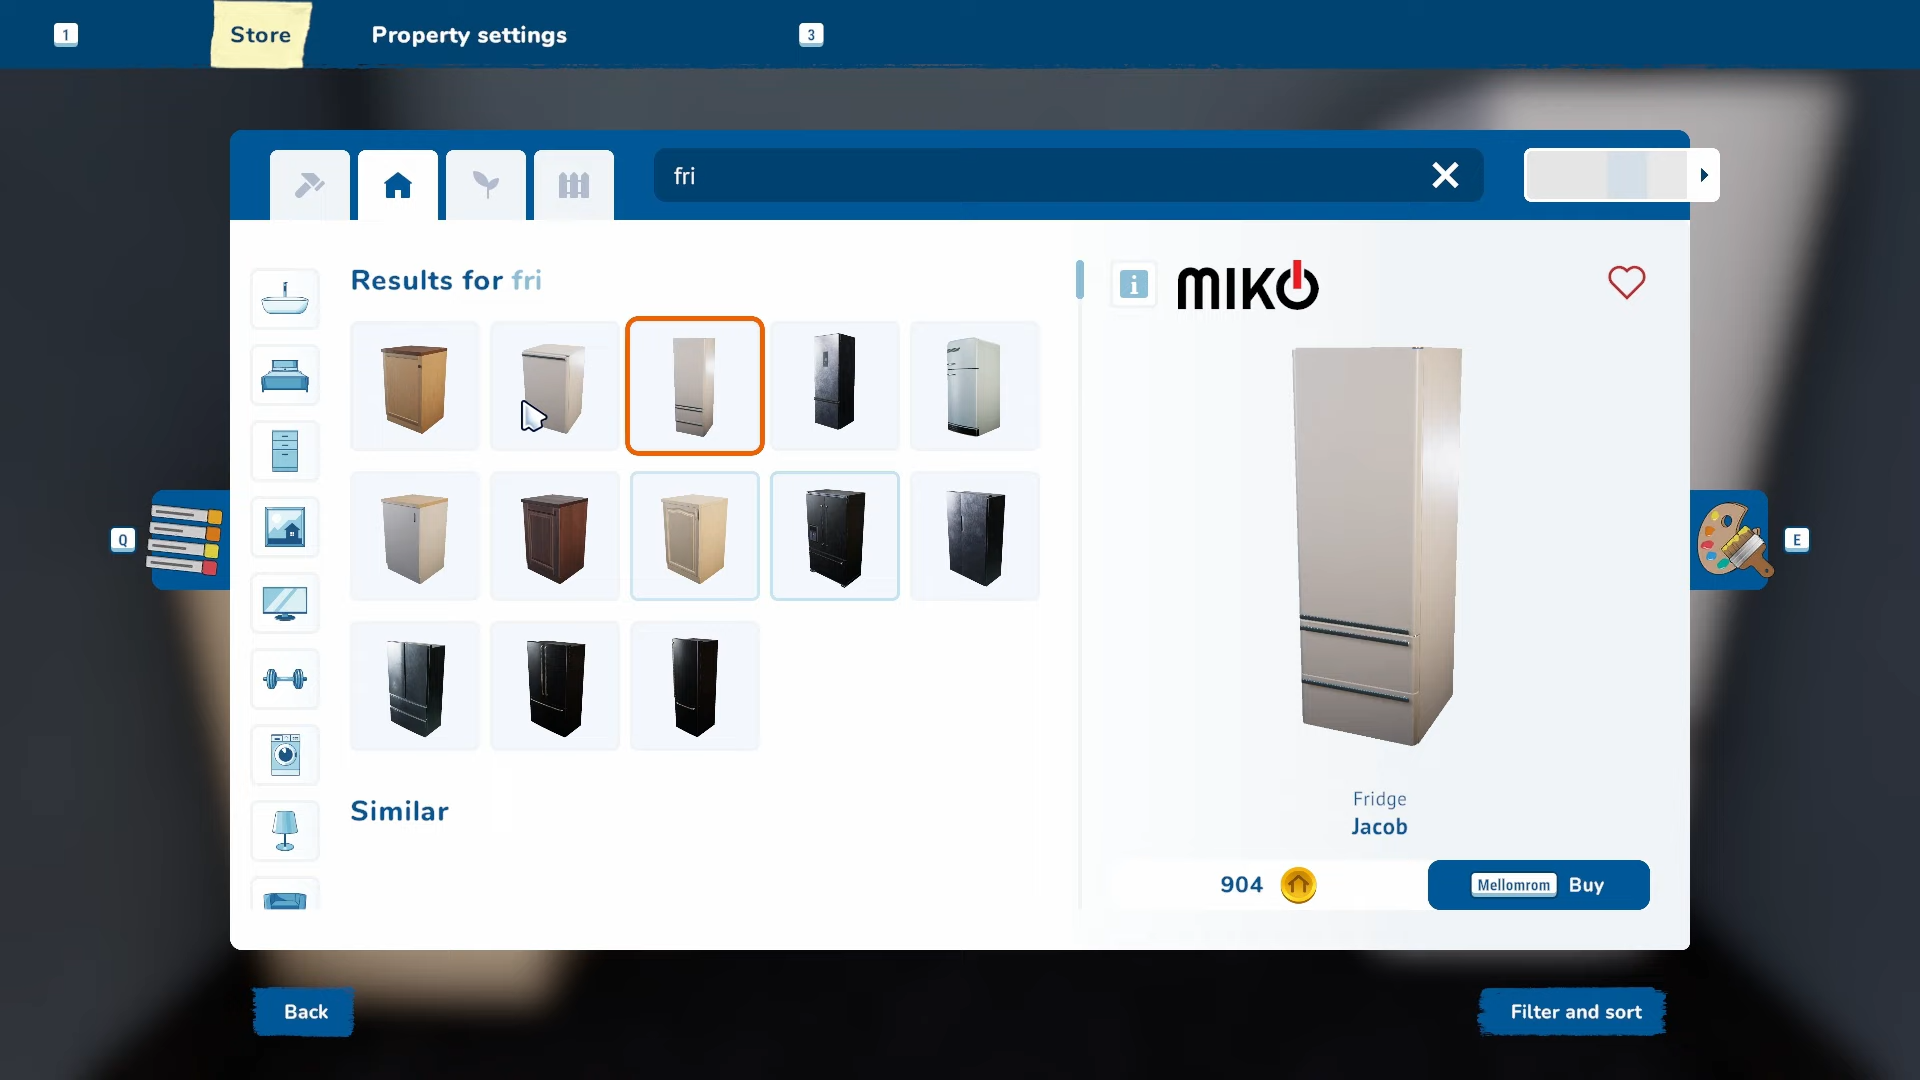 1
Store
Property settings
3
fri
Results for fri
i
MIKO
Q
E
Similar
Fridge
Jacob
904
Mellomrom Buy
Back
Filter and sort